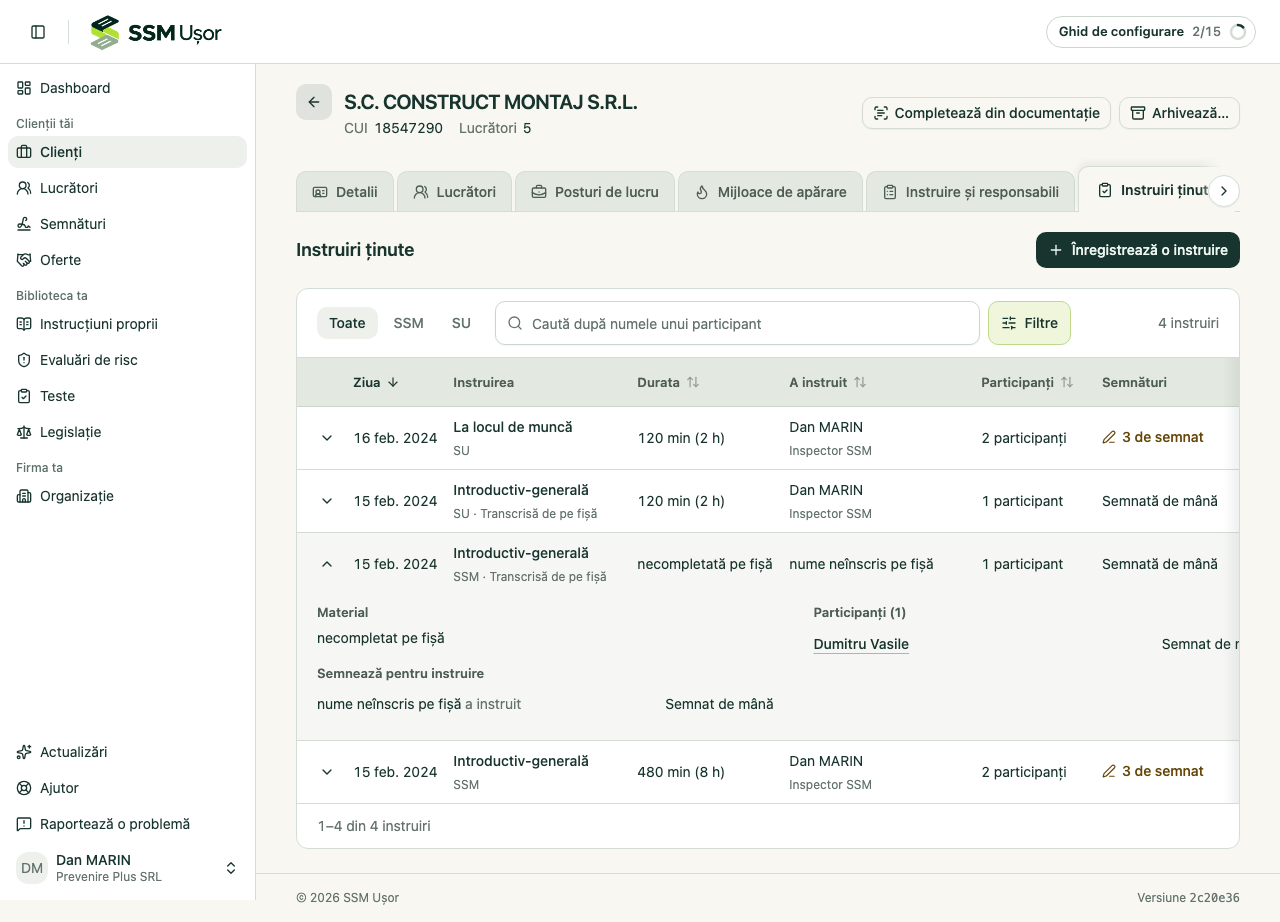 SSM Ușor
Ghid de configurare 2/15
Dashboard
Clienții tăi
Clienți
Lucrători
Semnături
Oferte
Biblioteca ta
Instrucțiuni proprii
Evaluări de risc
Teste
Legislație
Firma ta
Organizație
Actualizări
Ajutor
Raportează o problemă
DM
Dan MARIN
Prevenire Plus SRL
S.C. CONSTRUCT MONTAJ S.R.L.
CUI 18547290 Lucrători 5
Completează din documentație
Arhivează...
Detalii
Lucrători
Posturi de lucru
Mijloace de apărare
Instruire și responsabili
Instruiri ținut
Instruiri ținute
Înregistrează o instruire
Toate SSM SU
Caută după numele unui participant
Filtre
4 instruiri
Ziua Instruirea Durata A instruit Participanți Semnături
16 feb. 2024 La locul de muncă SU 120 min (2 h) Dan MARIN Inspector SSM 2 participanți 3 de semnat
15 feb. 2024 Introductiv-generală SU · Transcrisă de pe fișă 120 min (2 h) Dan MARIN Inspector SSM 1 participant Semnată de mână
15 feb. 2024 Introductiv-generală SSM · Transcrisă de pe fișă necompletată pe fișă nume neînscris pe fișă 1 participant Semnată de mână
Material
necompletat pe fișă
Semnează pentru instruire
nume neînscris pe fișă a instruit Semnat de mână
Participanți (1)
Dumitru Vasile Semnat de
15 feb. 2024 Introductiv-generală SSM 480 min (8 h) Dan MARIN Inspector SSM 2 participanți 3 de semnat
1–4 din 4 instruiri
© 2026 SSM Ușor
Versiune 2c20e36